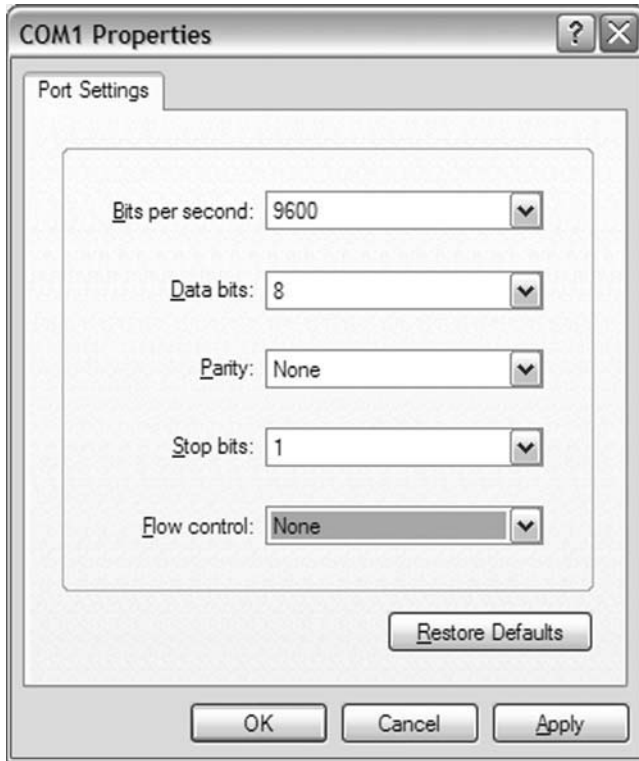 COM1 Properties
?
Port Settings
Bits per second: 9600
Data bits: 8
Parity: None
Stop bits: 1
Flow control: None
Restore Defaults
OK Cancel Apply